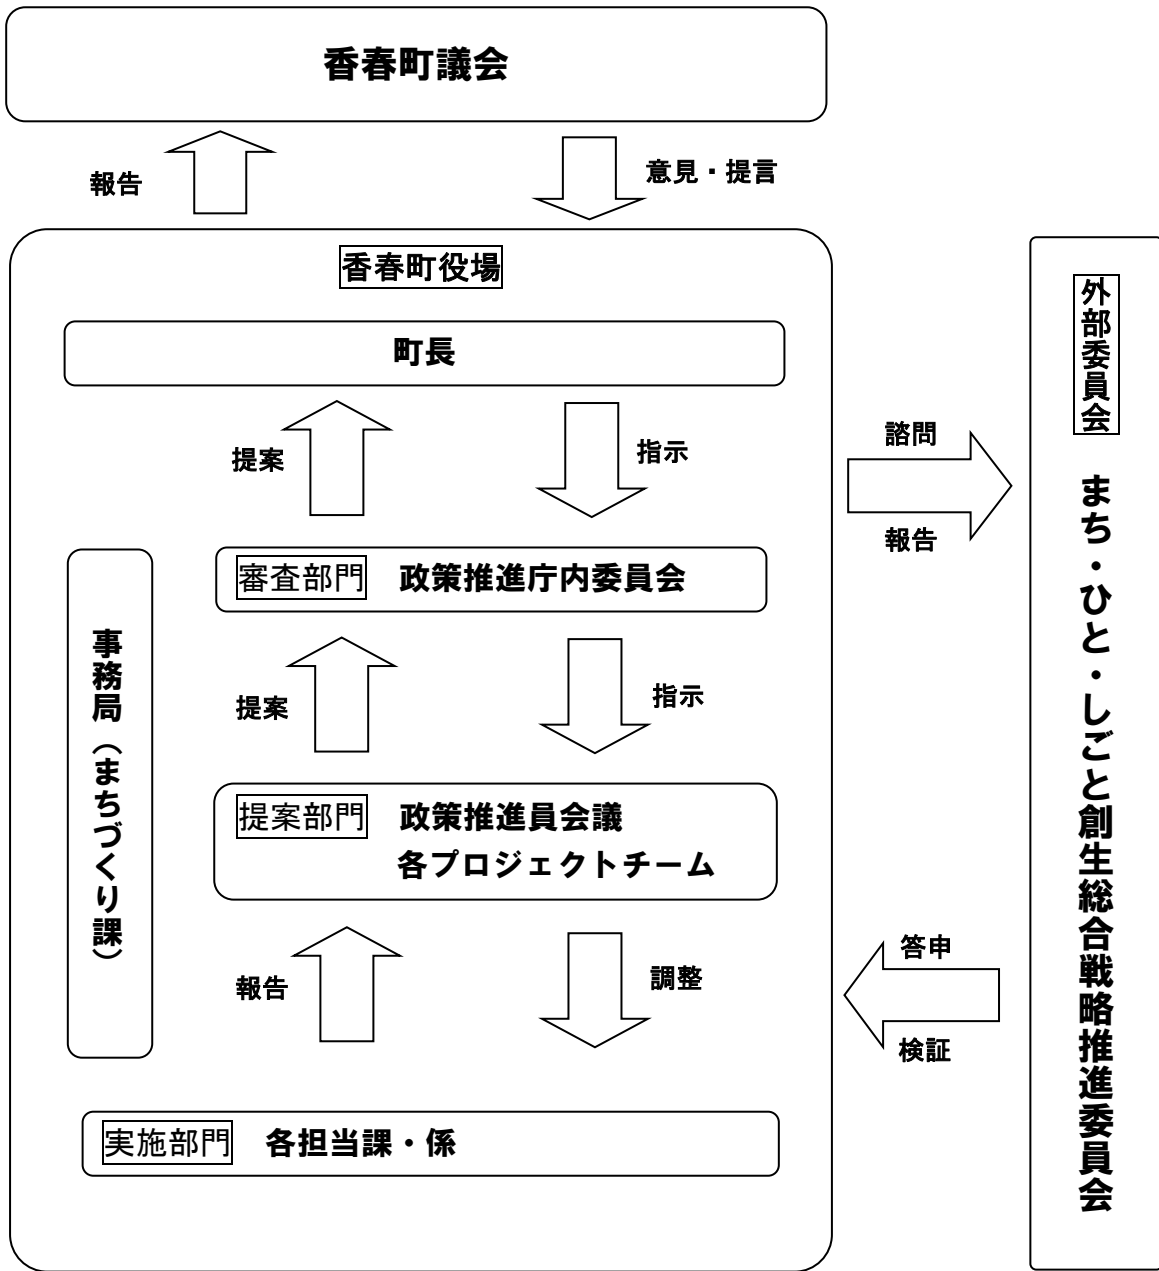 香春町議会
報告
意見・提言
香春町役場
町長
提案
指示
審査部門 政策推進庁内委員会
提案
指示
提案部門 政策推進員会議
各プロジェクトチーム
報告
調整
実施部門 各担当課・係
事務局（まちづくり課）
諮問
報告
答申
検証
外部委員会 まち・ひと・しごと創生総合戦略推進委員会